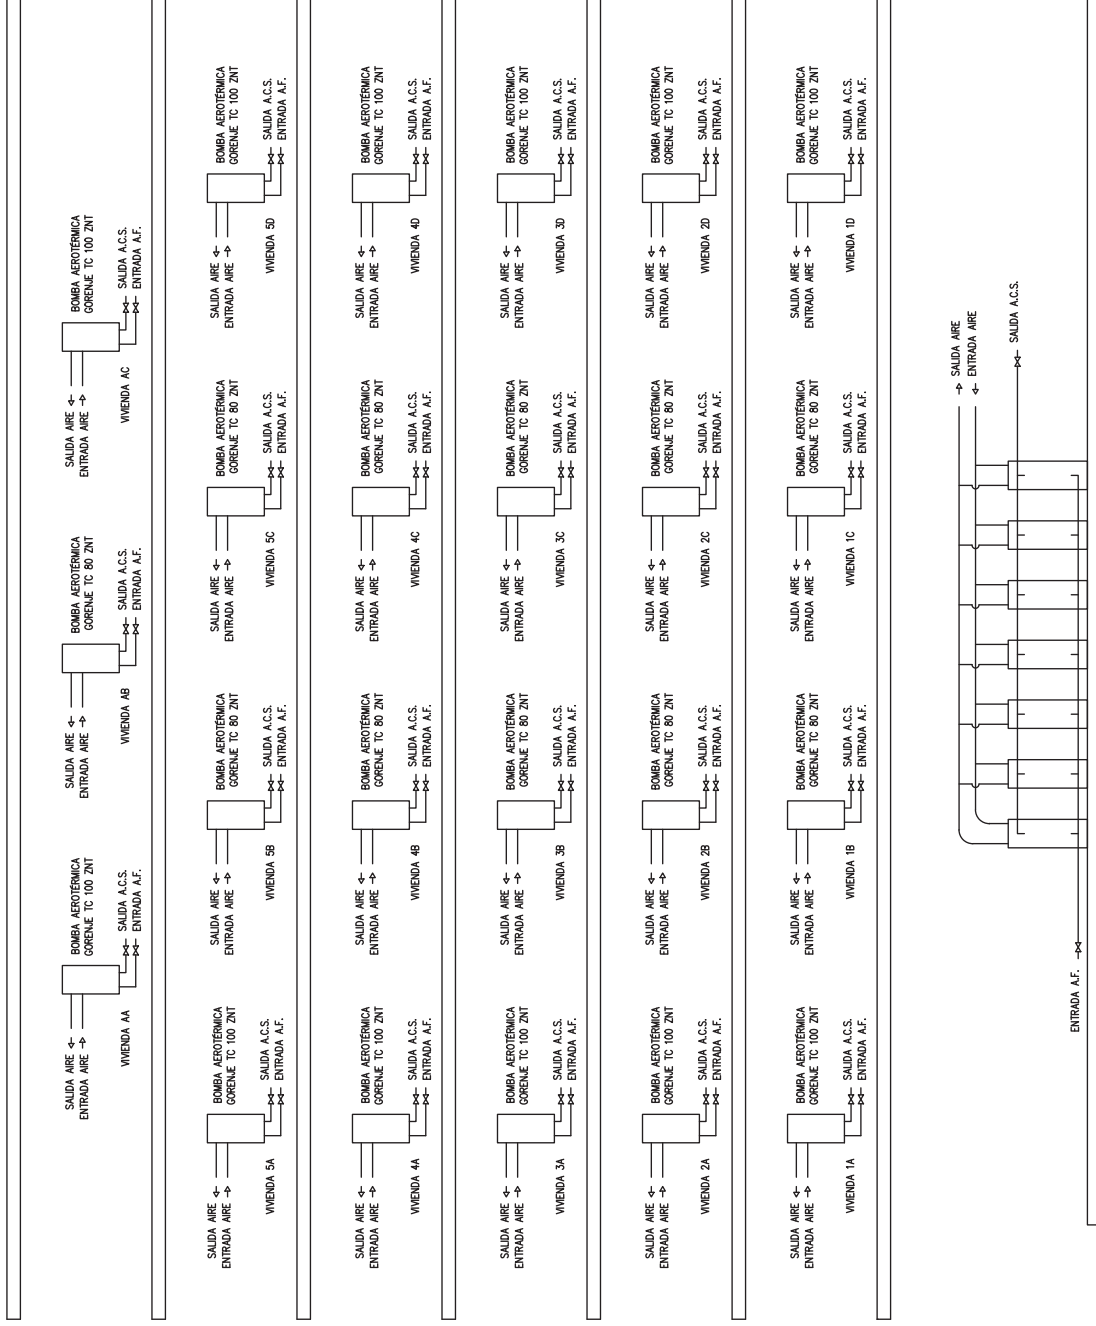 SALIDA AIRE
ENTRADA AIRE
BOMBA AEROTÉRMICA
GORENJE TC 100 ZNT
SALIDA A.C.S.
ENTRADA A.F.
VIVIENDA AA
SALIDA AIRE
ENTRADA AIRE
BOMBA AEROTÉRMICA
GORENJE TC 80 ZNT
SALIDA A.C.S.
ENTRADA A.F.
VIVIENDA AB
SALIDA AIRE
ENTRADA AIRE
BOMBA AEROTÉRMICA
GORENJE TC 100 ZNT
SALIDA A.C.S.
ENTRADA A.F.
VIVIENDA AC
SALIDA AIRE
ENTRADA AIRE
BOMBA AEROTÉRMICA
GORENJE TC 100 ZNT
SALIDA A.C.S.
ENTRADA A.F.
VIVIENDA 5A
SALIDA AIRE
ENTRADA AIRE
BOMBA AEROTÉRMICA
GORENJE TC 80 ZNT
SALIDA A.C.S.
ENTRADA A.F.
VIVIENDA 5B
SALIDA AIRE
ENTRADA AIRE
BOMBA AEROTÉRMICA
GORENJE TC 80 ZNT
SALIDA A.C.S.
ENTRADA A.F.
VIVIENDA 5C
SALIDA AIRE
ENTRADA AIRE
BOMBA AEROTÉRMICA
GORENJE TC 100 ZNT
SALIDA A.C.S.
ENTRADA A.F.
VIVIENDA 5D
SALIDA AIRE
ENTRADA AIRE
BOMBA AEROTÉRMICA
GORENJE TC 100 ZNT
SALIDA A.C.S.
ENTRADA A.F.
VIVIENDA 4A
SALIDA AIRE
ENTRADA AIRE
BOMBA AEROTÉRMICA
GORENJE TC 80 ZNT
SALIDA A.C.S.
ENTRADA A.F.
VIVIENDA 4B
SALIDA AIRE
ENTRADA AIRE
BOMBA AEROTÉRMICA
GORENJE TC 80 ZNT
SALIDA A.C.S.
ENTRADA A.F.
VIVIENDA 4C
SALIDA AIRE
ENTRADA AIRE
BOMBA AEROTÉRMICA
GORENJE TC 100 ZNT
SALIDA A.C.S.
ENTRADA A.F.
VIVIENDA 4D
SALIDA AIRE
ENTRADA AIRE
BOMBA AEROTÉRMICA
GORENJE TC 100 ZNT
SALIDA A.C.S.
ENTRADA A.F.
VIVIENDA 3A
SALIDA AIRE
ENTRADA AIRE
BOMBA AEROTÉRMICA
GORENJE TC 80 ZNT
SALIDA A.C.S.
ENTRADA A.F.
VIVIENDA 3B
SALIDA AIRE
ENTRADA AIRE
BOMBA AEROTÉRMICA
GORENJE TC 80 ZNT
SALIDA A.C.S.
ENTRADA A.F.
VIVIENDA 3C
SALIDA AIRE
ENTRADA AIRE
BOMBA AEROTÉRMICA
GORENJE TC 100 ZNT
SALIDA A.C.S.
ENTRADA A.F.
VIVIENDA 3D
SALIDA AIRE
ENTRADA AIRE
BOMBA AEROTÉRMICA
GORENJE TC 100 ZNT
SALIDA A.C.S.
ENTRADA A.F.
VIVIENDA 2A
SALIDA AIRE
ENTRADA AIRE
BOMBA AEROTÉRMICA
GORENJE TC 80 ZNT
SALIDA A.C.S.
ENTRADA A.F.
VIVIENDA 2B
SALIDA AIRE
ENTRADA AIRE
BOMBA AEROTÉRMICA
GORENJE TC 80 ZNT
SALIDA A.C.S.
ENTRADA A.F.
VIVIENDA 2C
SALIDA AIRE
ENTRADA AIRE
BOMBA AEROTÉRMICA
GORENJE TC 100 ZNT
SALIDA A.C.S.
ENTRADA A.F.
VIVIENDA 2D
SALIDA AIRE
ENTRADA AIRE
BOMBA AEROTÉRMICA
GORENJE TC 100 ZNT
SALIDA A.C.S.
ENTRADA A.F.
VIVIENDA 1A
SALIDA AIRE
ENTRADA AIRE
BOMBA AEROTÉRMICA
GORENJE TC 80 ZNT
SALIDA A.C.S.
ENTRADA A.F.
VIVIENDA 1B
SALIDA AIRE
ENTRADA AIRE
BOMBA AEROTÉRMICA
GORENJE TC 80 ZNT
SALIDA A.C.S.
ENTRADA A.F.
VIVIENDA 1C
SALIDA AIRE
ENTRADA AIRE
BOMBA AEROTÉRMICA
GORENJE TC 100 ZNT
SALIDA A.C.S.
ENTRADA A.F.
VIVIENDA 1D
SALIDA AIRE
ENTRADA AIRE
SALIDA A.C.S.
ENTRADA A.F.